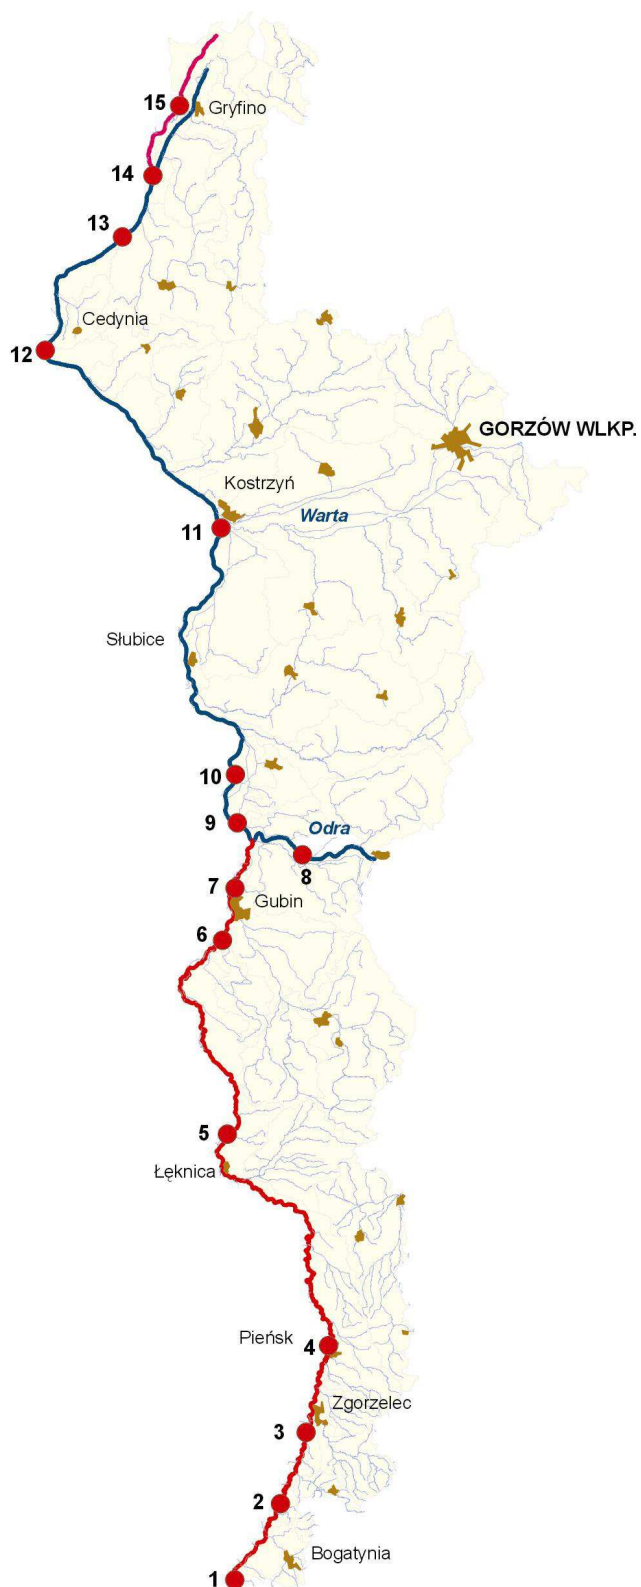 15
Gryfino
14
13
Cedynia
12
GORZÓW WLKP.
Kostrzyń
Warta
11
Słubice
10
9
Odra
8
7
Gubin
6
5
Łęknica
Pieńsk
4
Zgorzelec
3
2
Bogatynia
1